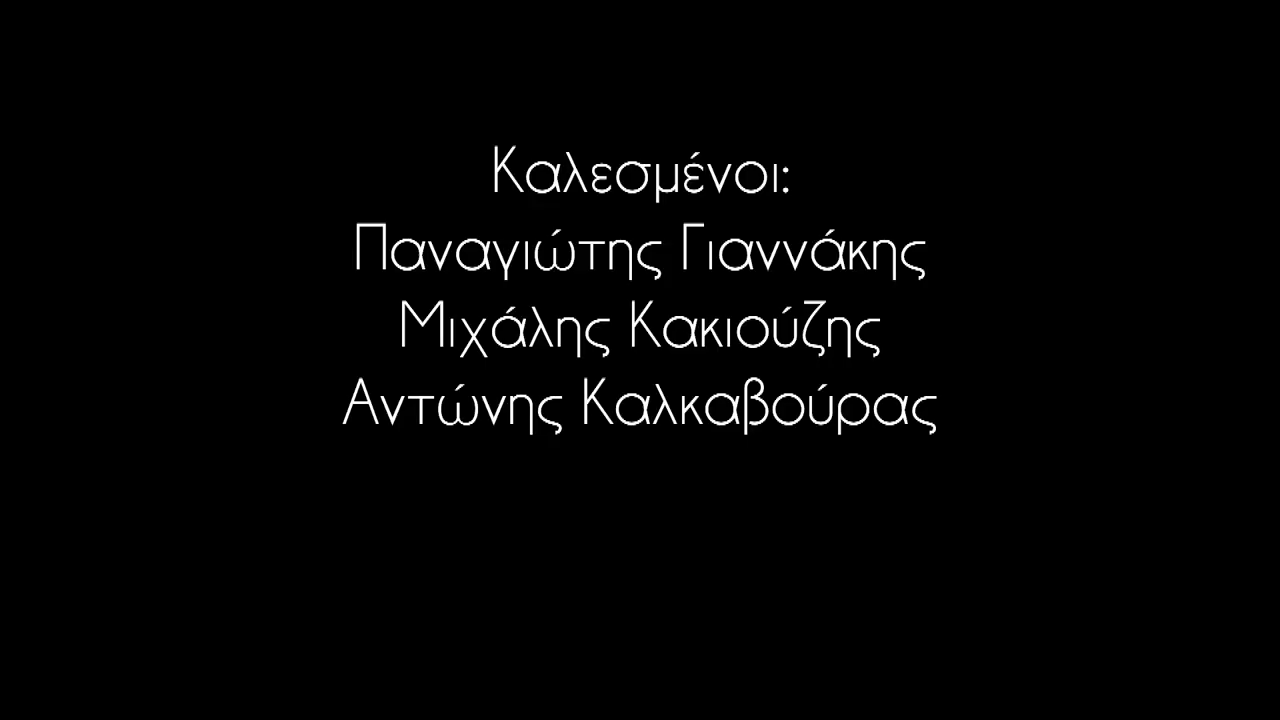 Καλεσμένοι:
Παναγιώτης Γιαννάκης
Μιχάλης Κακιούζης
Αντώνης Καλκαβούρας